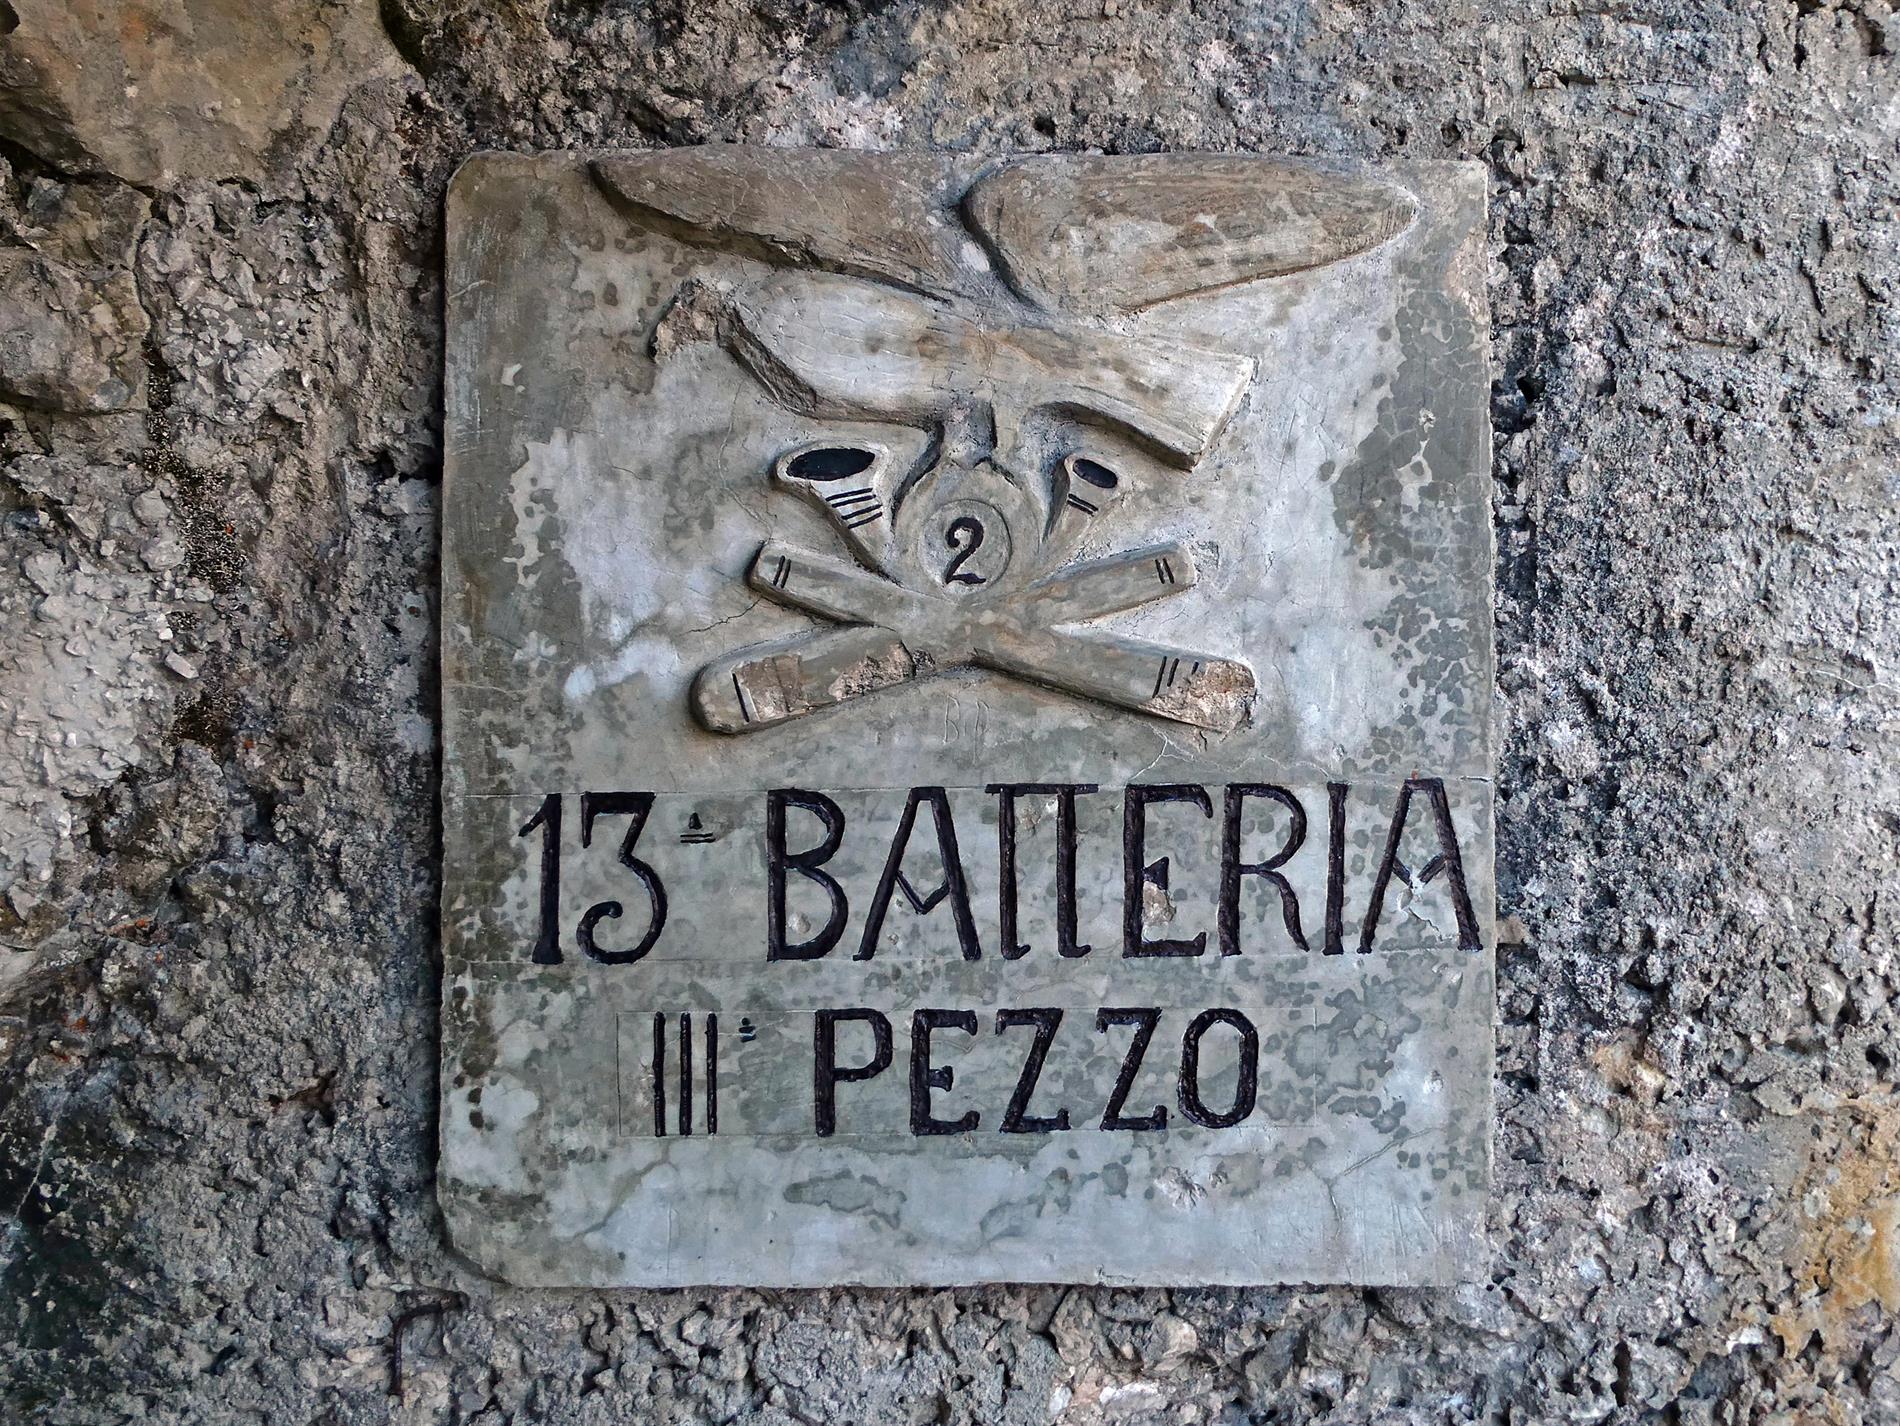 2
13ª BATTERIA
IIIº PEZZO